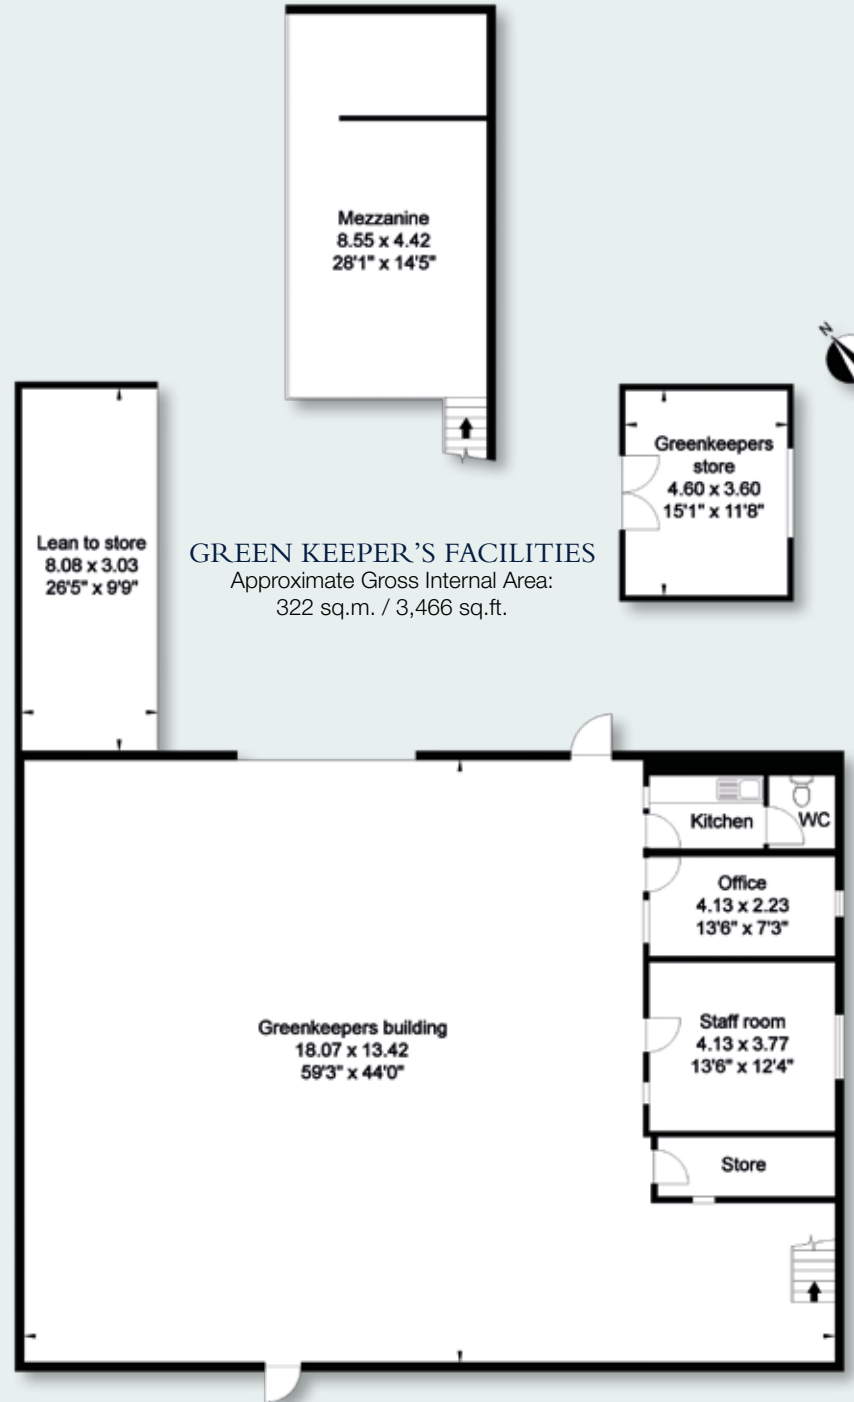 Mezzanine
8.55 x 4.42
28'1" x 14'5"
N
Greenkeepers
store
4.60 x 3.60
15'1" x 11'8"
Lean to store
8.08 x 3.03
26'5" x 9'9"
GREEN KEEPER'S FACILITIES
Approximate Gross Internal Area:
322 sq.m. / 3,466 sq.ft.
Kitchen
WC
Office
4.13 x 2.23
13'6" x 7'3"
Greenkeepers building
18.07 x 13.42
59'3" x 44'0"
Staff room
4.13 x 3.77
13'6" x 12'4"
Store